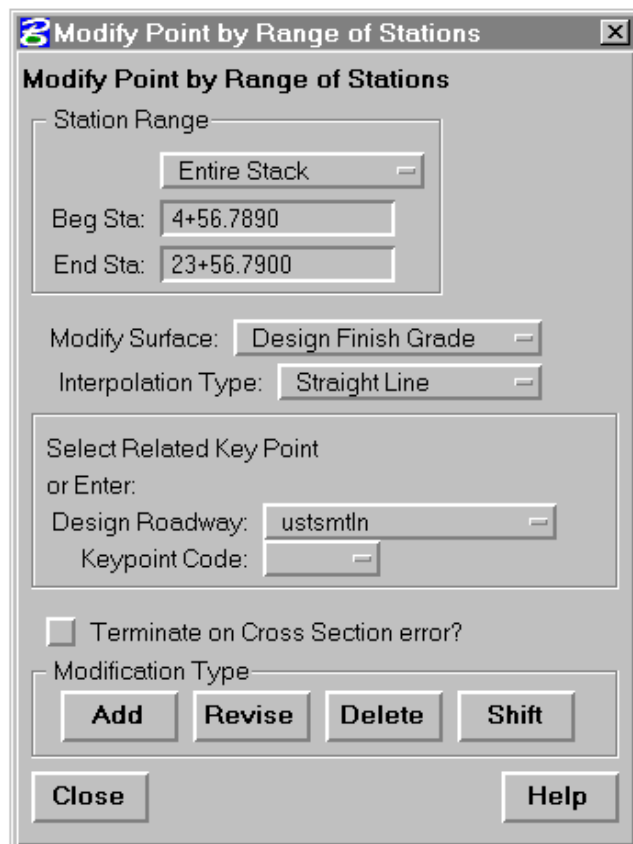 Modify Point by Range of Stations
Modify Point by Range of Stations
Station Range
Entire Stack
Beg Sta: 4+56.7890
End Sta: 23+56.7900
Modify Surface: Design Finish Grade
Interpolation Type: Straight Line
Select Related Key Point
or Enter:
Design Roadway: ustsmtln
Keypoint Code:
Terminate on Cross Section error?
Modification Type
Add Revise Delete Shift
Close Help